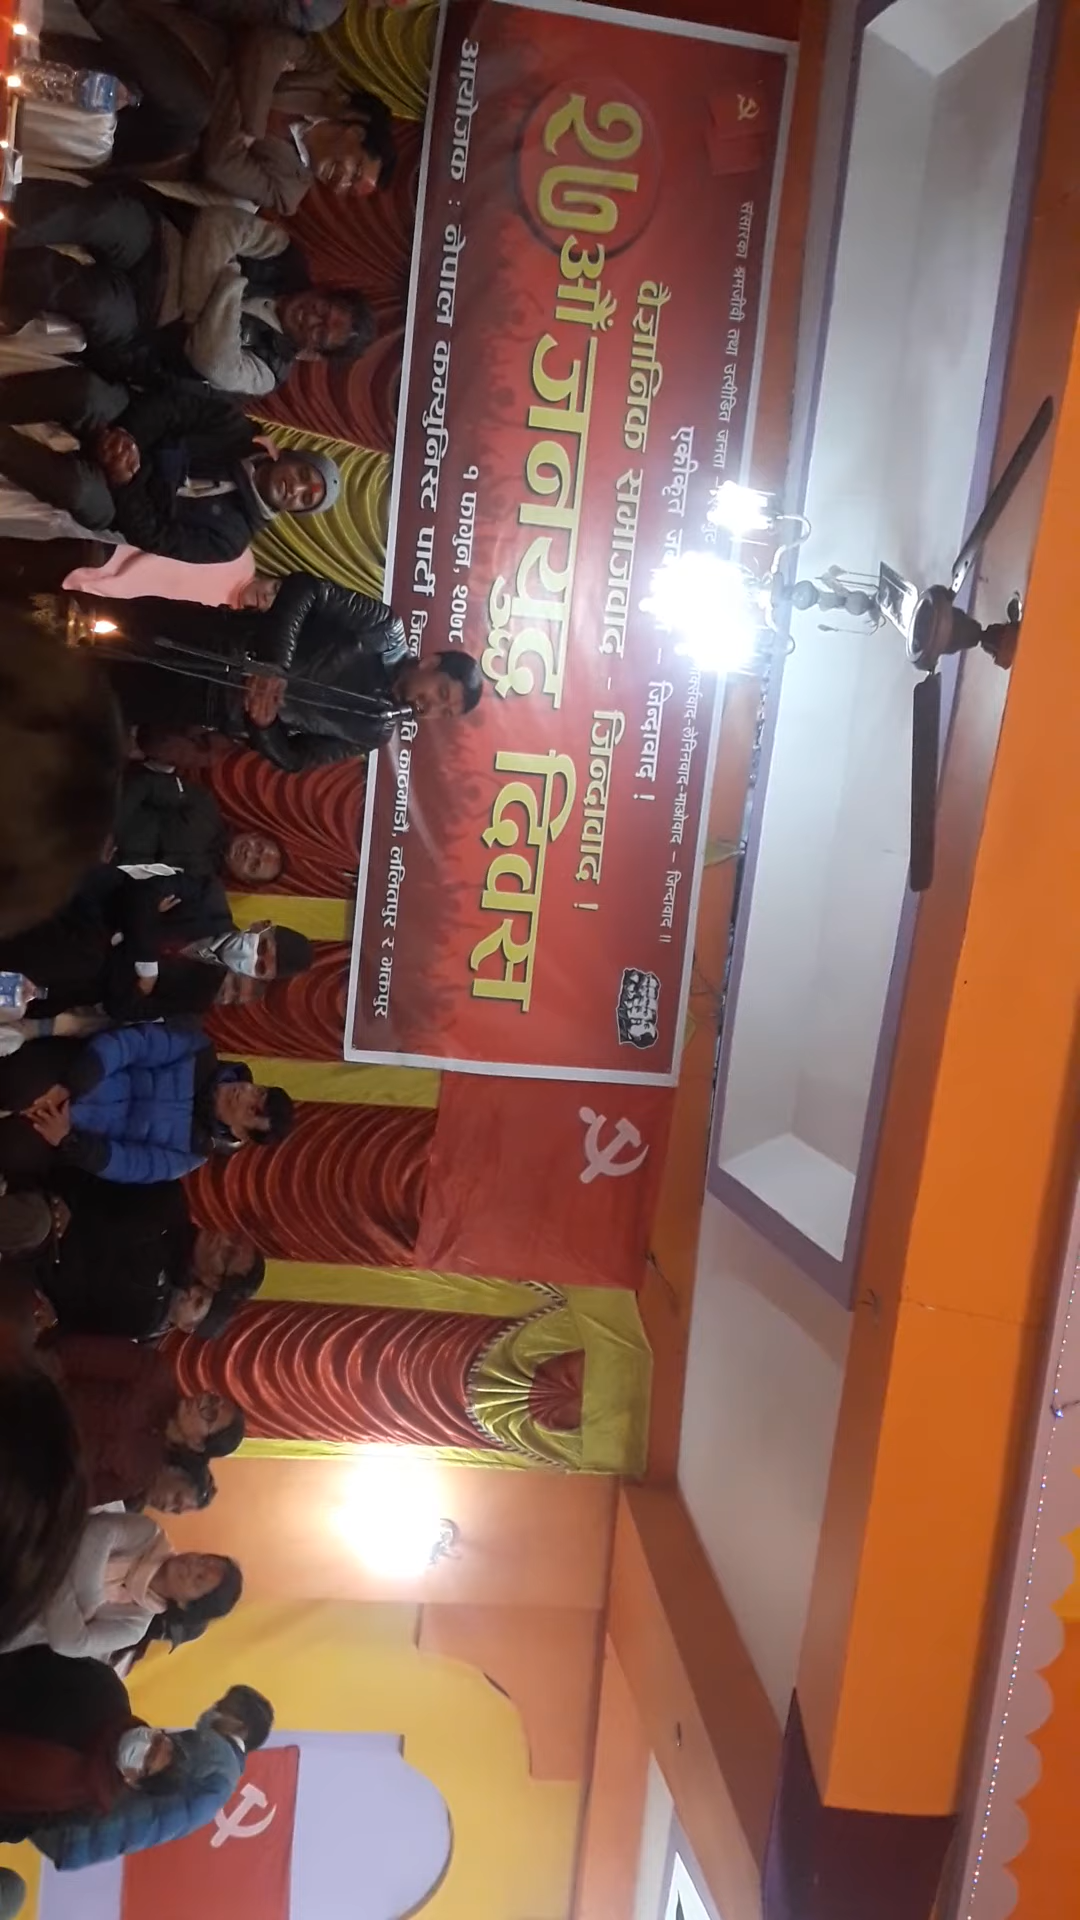 संसारका श्रमजीवी तथा उत्पीडित जनता मार्क्सवाद-लेनिनवाद-माओवाद – जिन्दावाद !!
एकीकृत – जिन्दावाद !
वैज्ञानिक समाजवाद – जिन्दावाद !
२७औं जनयुद्ध दिवस
१ फागुन, २०७८
आयोजक : नेपाल कम्युनिस्ट पार्टी काठमाडौं, ललितपुर र भक्तपुर